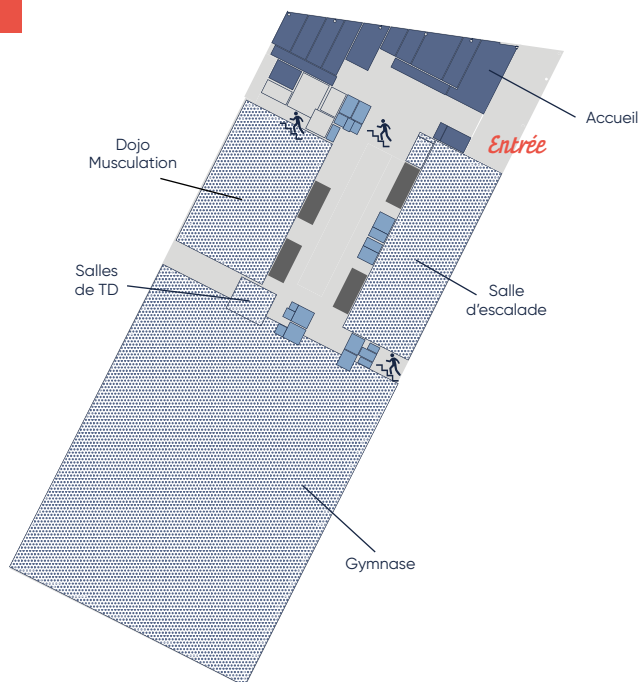 Accueil
Entrée
Dojo
Musculation
Salles
de TD
Salle
d'escalade
Gymnase